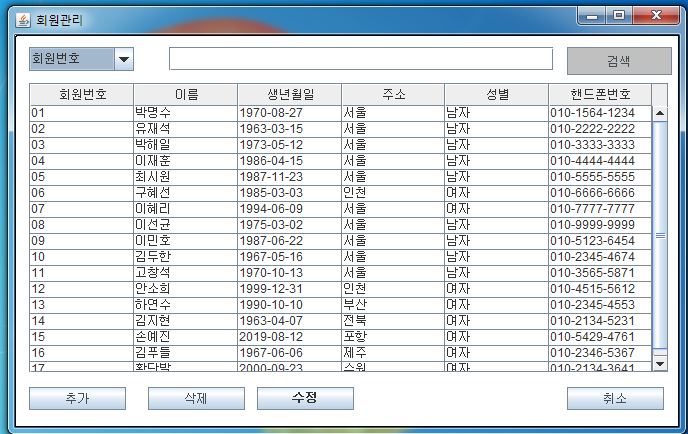 회원관리
회원번호 검색
회원번호 이름 생년월일 주소 성별 핸드폰번호
01 박명수 1970-08-27 서울 남자 010-1564-1234
02 유재석 1963-03-15 서울 남자 010-2222-2222
03 박해일 1973-05-12 서울 남자 010-3333-3333
04 이재훈 1986-04-15 서울 남자 010-4444-4444
05 최시원 1987-11-23 서울 남자 010-5555-5555
06 구혜선 1985-03-03 인천 여자 010-6666-6666
07 이혜리 1994-06-09 서울 여자 010-7777-7777
08 이선균 1975-03-02 서울 남자 010-9999-9999
09 이민호 1987-06-22 서울 남자 010-5123-6454
10 김두한 1967-05-16 서울 남자 010-2345-4674
11 고창석 1970-10-13 서울 남자 010-3565-5871
12 안소희 1999-12-31 인천 여자 010-4515-5612
13 하연수 1990-10-10 부산 여자 010-2345-4553
14 김지현 1963-04-07 전북 여자 010-2134-5231
15 손예진 2019-08-12 포항 여자 010-5429-4761
16 김푸들 1967-06-06 제주 여자 010-2346-5367
17 2000-09-23 수원 여자 010-2134-3641
추가 삭제 수정 취소